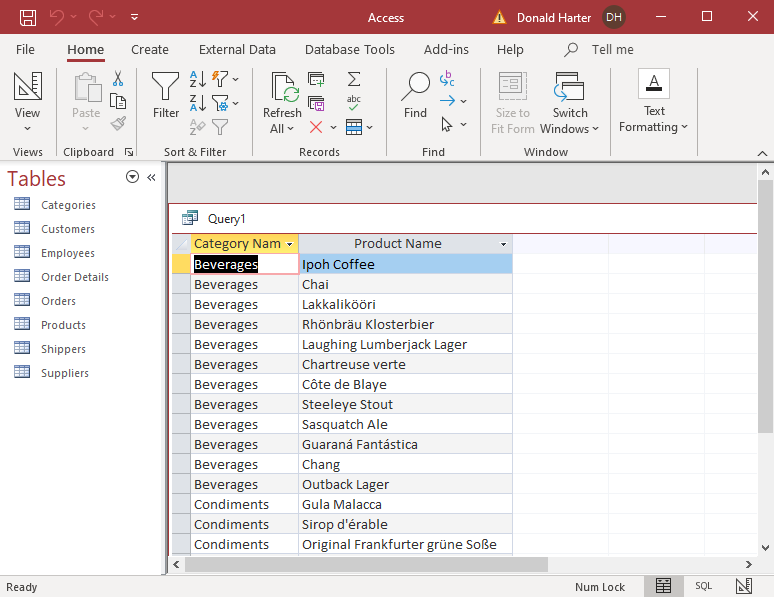 Access
Donald Harter DH
File Home Create External Data Database Tools Add-ins Help Tell me
View Paste Filter Refresh All Find Size to Fit Form Switch Windows Text Formatting
Views Clipboard Sort & Filter Records Find Window
Tables
Categories
Customers
Employees
Order Details
Orders
Products
Shippers
Suppliers
Query1
Category Nam Product Name
Beverages Ipoh Coffee
Beverages Chai
Beverages Lakkalikööri
Beverages Rhönbräu Klosterbier
Beverages Laughing Lumberjack Lager
Beverages Chartreuse verte
Beverages Côte de Blaye
Beverages Steeleye Stout
Beverages Sasquatch Ale
Beverages Guaraná Fantástica
Beverages Chang
Beverages Outback Lager
Condiments Gula Malacca
Condiments Sirop d'érable
Condiments Original Frankfurter grüne Soße
Ready Num Lock SQL